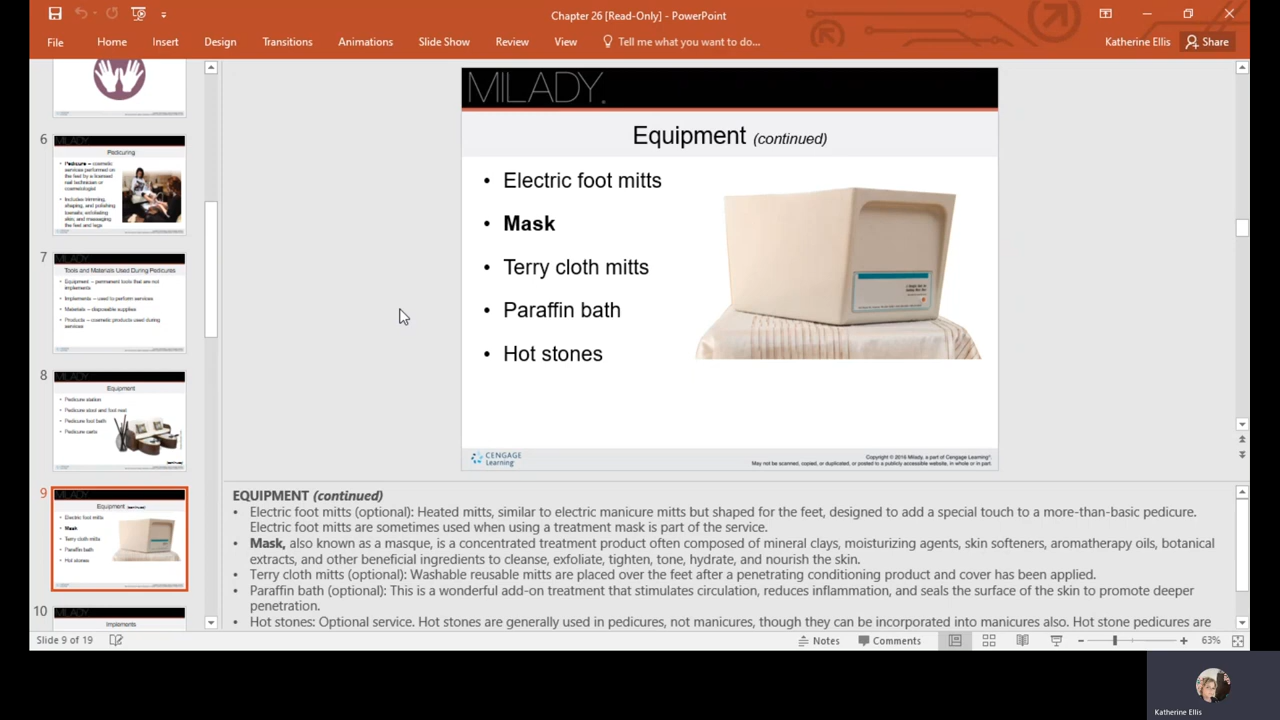 Chapter 26 [Read-Only] - PowerPoint
File Home Insert Design Transitions Animations Slide Show Review View Tell me what you want to do... Katherine Ellis Share
6
Pedicuring
• Pedicure – cosmetic
services performed on
the feet by a licensed
nail technician or
cosmetologist
• Includes trimming,
shaping, and polishing
toenails, exfoliating
skin, and massaging
the feet and legs
7
Tools and Materials Used During Pedicures
• Equipment – permanent tools that are not
implements
• Implements – used to perform services
• Materials – disposable supplies
• Products – cosmetic products used during
services
8
Equipment
• Pedicure station
• Pedicure stool and foot rest
• Pedicure foot bath
• Pedicure carts
9
MILADY
Equipment (continued)
• Electric foot mitts
• Mask
• Terry cloth mitts
• Paraffin bath
• Hot stones
10
Implements
MILADY.
Equipment (continued)
• Electric foot mitts
• Mask
• Terry cloth mitts
• Paraffin bath
• Hot stones
CENGAGE
Learning
Copyright © 2016 Milady, a part of Cengage Learning®.
May not be scanned, copied, or duplicated, or posted to a publicly accessible website, in whole or in part.
EQUIPMENT (continued)
• Electric foot mitts (optional): Heated mitts, similar to electric manicure mitts but shaped for the feet, designed to add a special touch to a more-than-basic pedicure.
Electric foot mitts are sometimes used when using a treatment mask is part of the service.
• Mask, also known as a masque, is a concentrated treatment product often composed of mineral clays, moisturizing agents, skin softeners, aromatherapy oils, botanical
extracts, and other beneficial ingredients to cleanse, exfoliate, tighten, tone, hydrate, and nourish the skin.
• Terry cloth mitts (optional): Washable reusable mitts are placed over the feet after a penetrating conditioning product and cover has been applied.
• Paraffin bath (optional): This is a wonderful add-on treatment that stimulates circulation, reduces inflammation, and seals the surface of the skin to promote deeper
penetration.
• Hot stones: Optional service. Hot stones are generally used in pedicures, not manicures, though they can be incorporated into manicures also. Hot stone pedicures are
Slide 9 of 19 Notes Comments 63%
Katherine Ellis